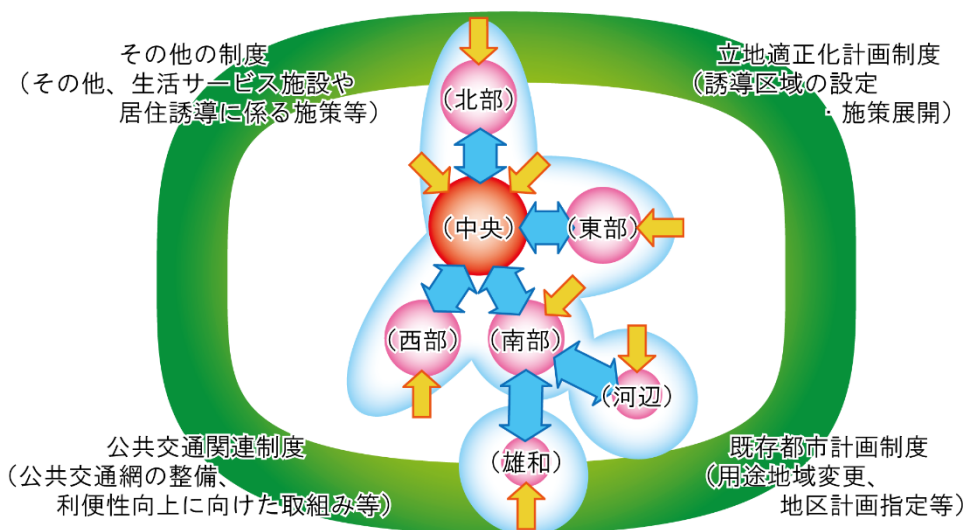 その他の制度
（その他、生活サービス施設や
居住誘導に係る施策等）
立地適正化計画制度
（誘導区域の設定
・施策展開）
（北部）
（中央）
（東部）
（西部）
（南部）
（河辺）
（雄和）
公共交通関連制度
（公共交通網の整備、
利便性向上に向けた取組み等）
既存都市計画制度
（用途地域変更、
地区計画指定等）